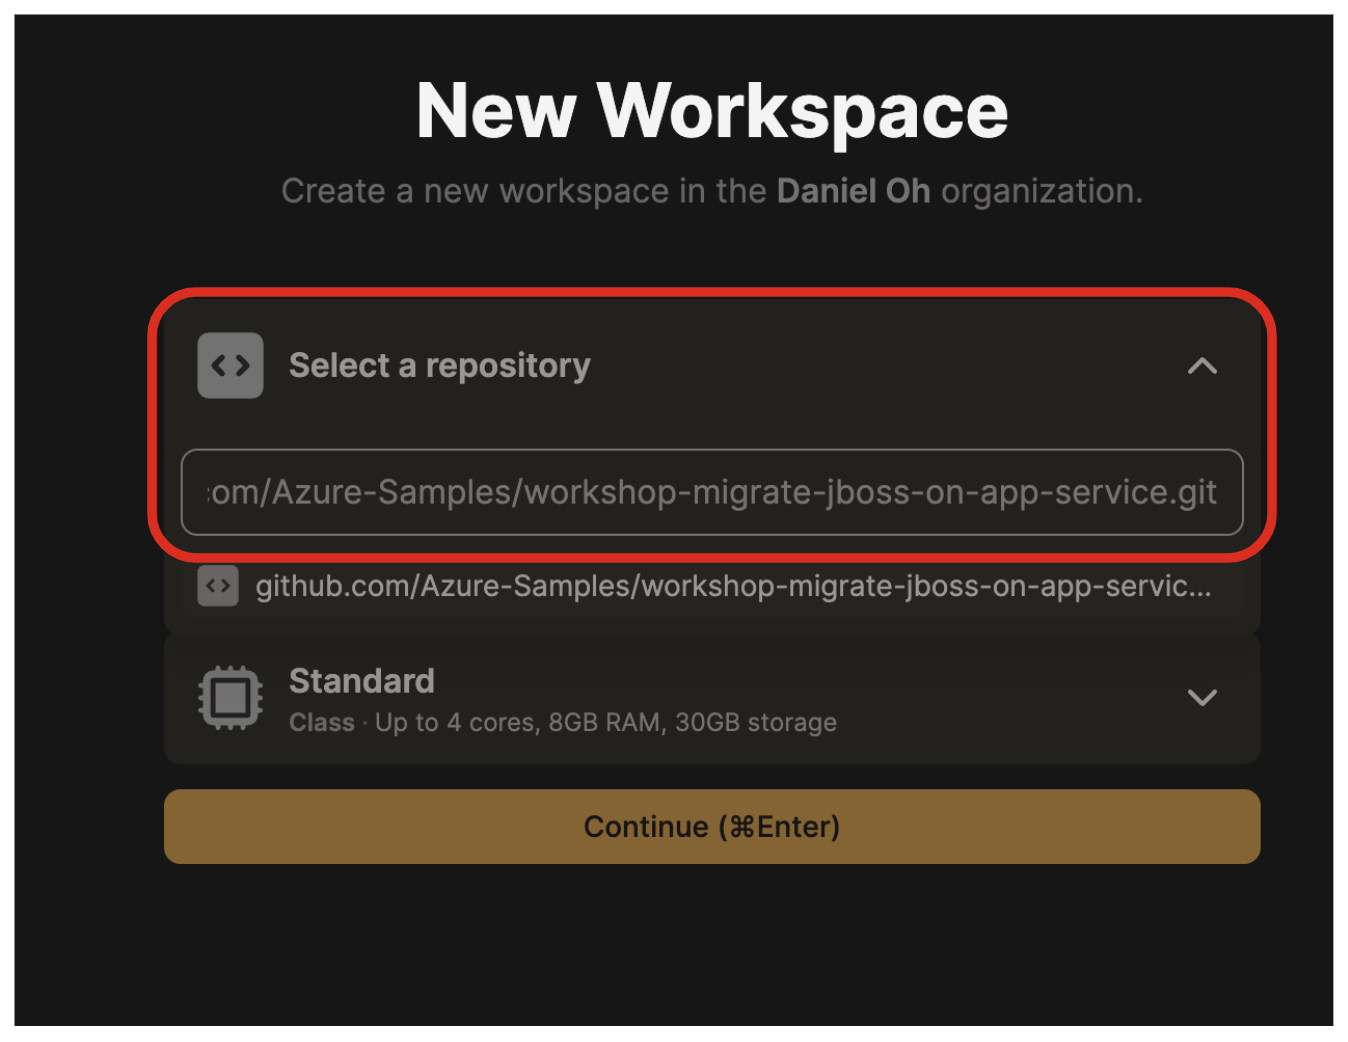 New Workspace
Create a new workspace in the Daniel Oh organization.
Select a repository
com/Azure-Samples/workshop-migrate-jboss-on-app-service.git
github.com/Azure-Samples/workshop-migrate-jboss-on-app-servic...
Standard
Class · Up to 4 cores, 8GB RAM, 30GB storage
Continue (⌘Enter)